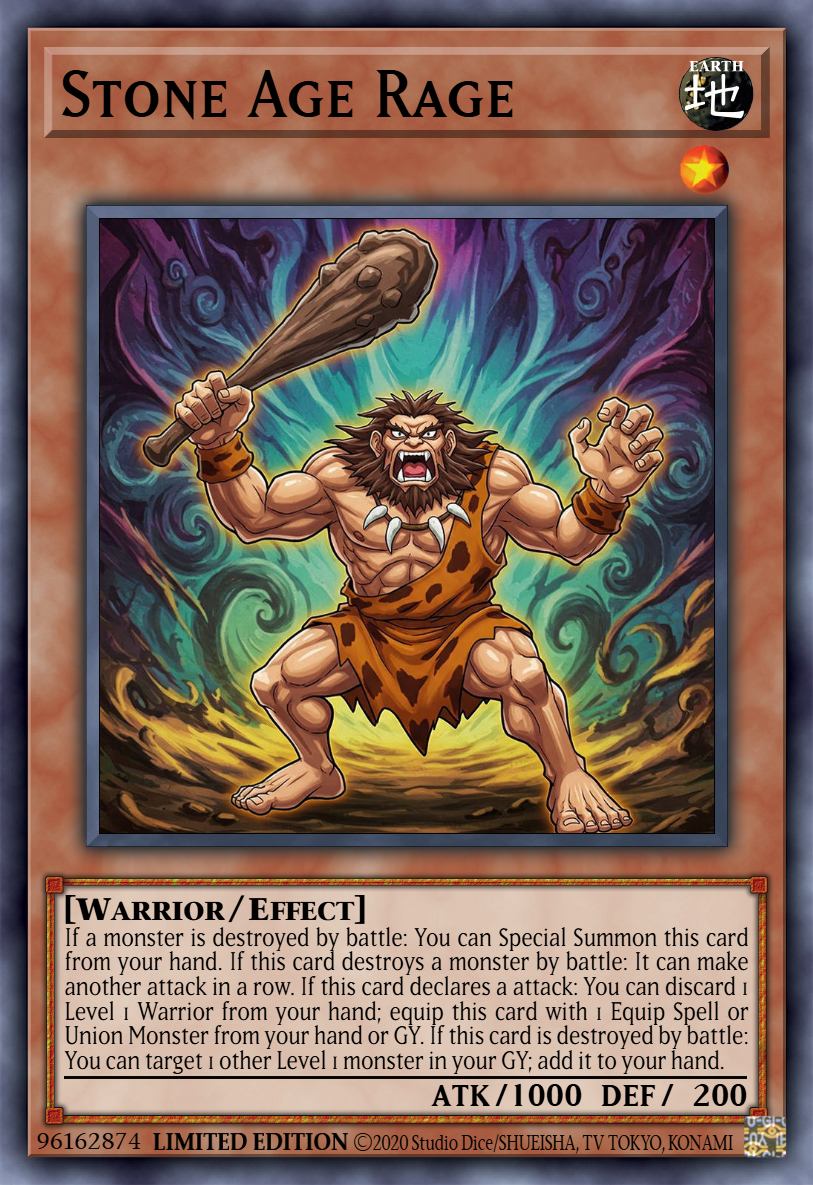 Stone Age Rage
EARTH
地
[Warrior/Effect]
If a monster is destroyed by battle: You can Special Summon this card
from your hand. If this card destroys a monster by battle: It can make
another attack in a row. If this card declares a attack: You can discard 1
Level 1 Warrior from your hand; equip this card with 1 Equip Spell or
Union Monster from your hand or GY. If this card is destroyed by battle:
You can target 1 other Level 1 monster in your GY; add it to your hand.
ATK/1000 DEF/ 200
96162874 LIMITED EDITION ©2020 Studio Dice/SHUEISHA, TV TOKYO, KONAMI